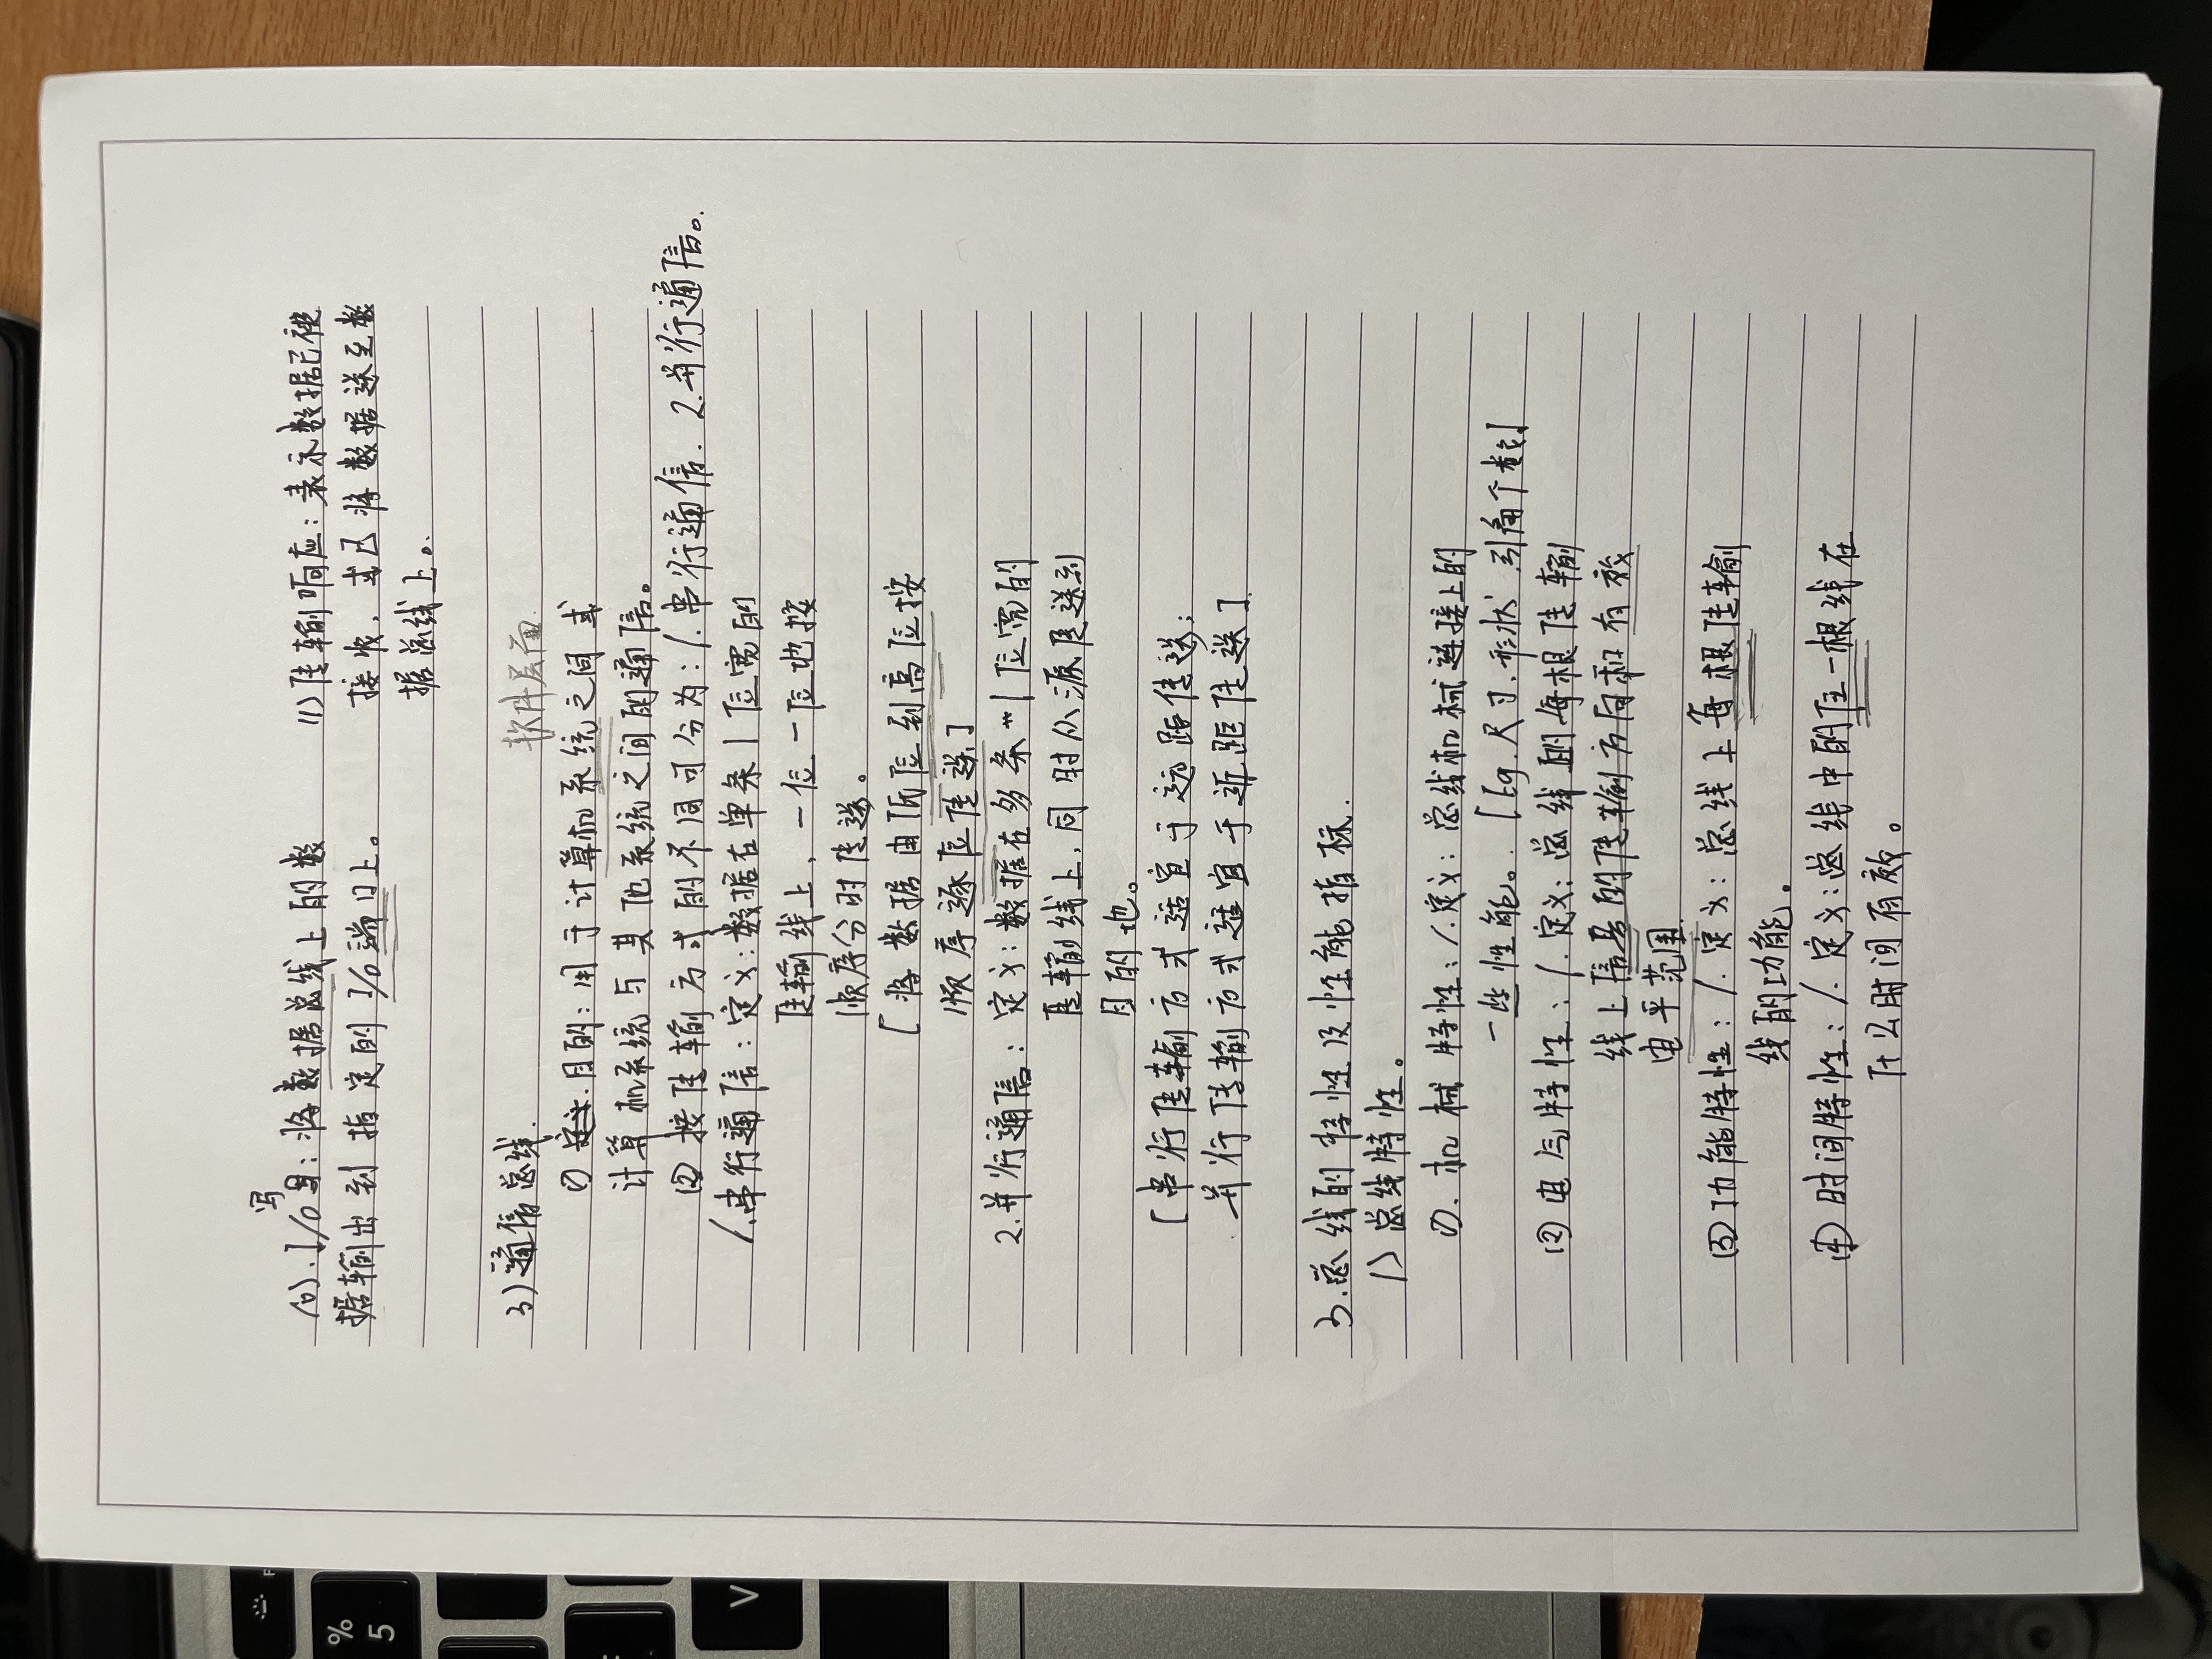 写
10).I/O写：将数据总线上的数
据输出到指定的I/O端口上。
11)传输响应：表示数据已被
接收，或已将数据送至数
据总线上。
3)通信总线.
软件层面.
① 定义.目的：用于计算机系统之间或
计算机系统与其他系统之间的通信。
② 按传输方式的不同可分为：1.串行通信. 2.并行通信。
1.串行通信：定义：数据在单条1位宽的
传输线上，一位一位地按
顺序分时传送。
[将数据由低位到高位按
顺序逐位传送]
2.并行通信：定义：数据在多条1位宽的
传输线上，同时从源传送到
目的地。
[串行传输方式适宜于远距传送；
并行传输方式适宜于近距传送]
3.总线的特性及性能指标.
1)总线特性。
①.机械特性：1.定义：总线机械连接上的
一些性能。[Eg.尺寸、形状、引脚个数]
② 电气特性：1.定义：总线的每根传输
线上信号的传输方向和有效
电平范围.
③ 功能特性：1.定义：总线上每根传输
线的功能。
④ 时间特性：1.定义：总线中的任一根线在
什么时间有效。
%
5
F
V